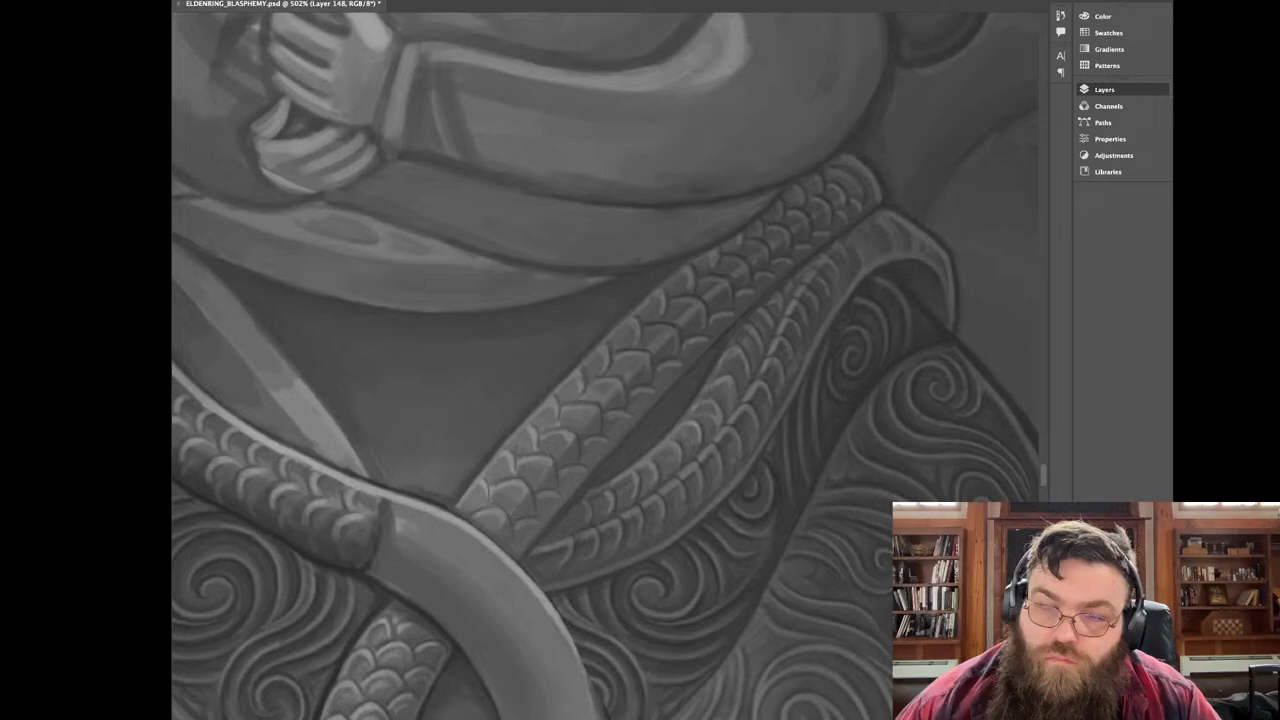 × ELDENRING_BLASPHEMY.psd @ 502% (Layer 148, RGB/8*) *
Color
Swatches
Gradients
Patterns
Layers
Channels
Paths
Properties
Adjustments
Libraries